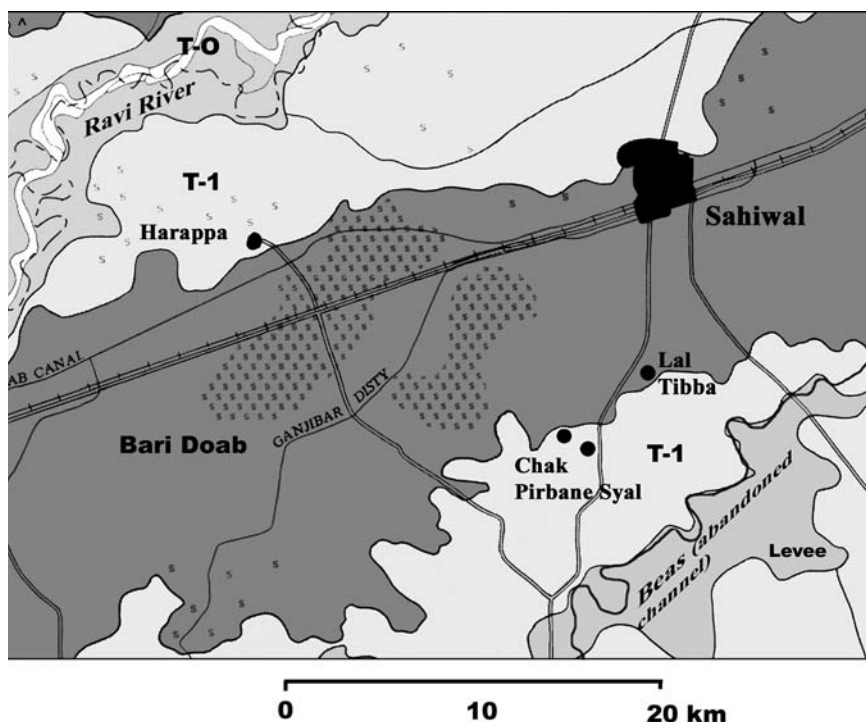 T-O
Ravi River
T-1
Harappa
Sahiwal
AB CANAL
Lal
Tibba
GANJIBAR DISTY
Bari Doab
Chak
Pirbane Syal
T-1
Beas (abandoned
channel)
Levee
0 10 20 km